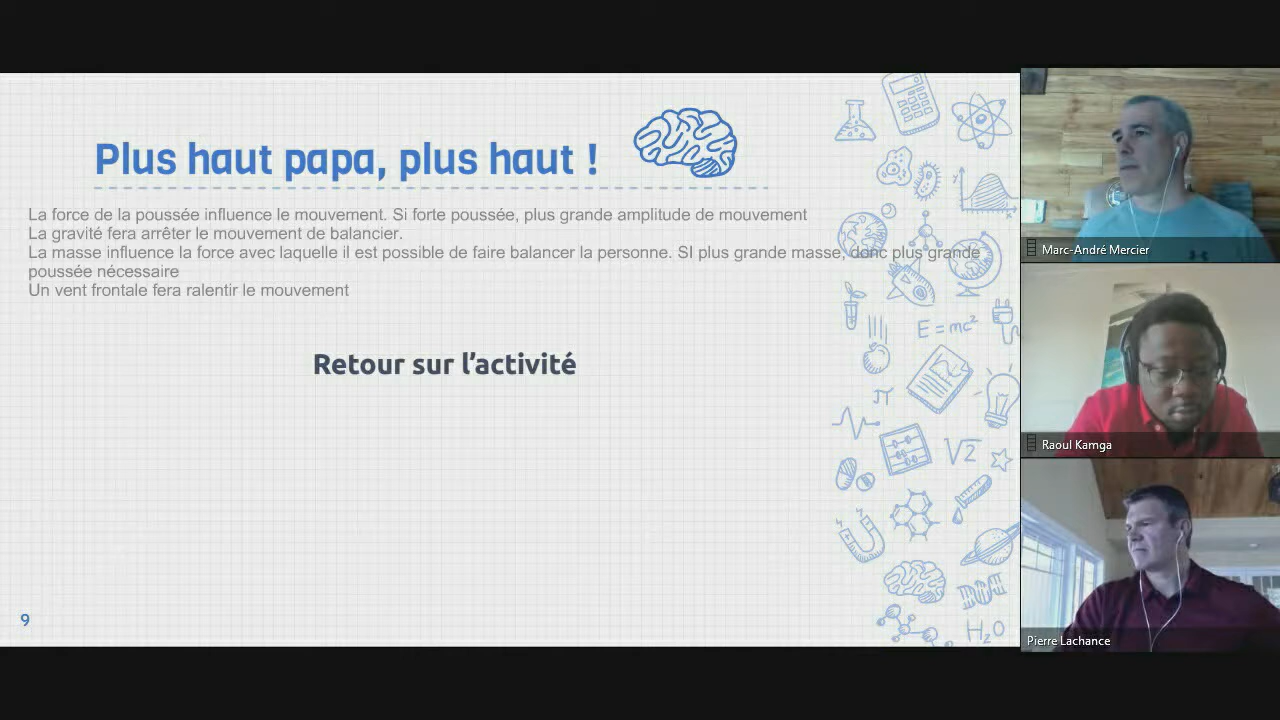 Plus haut papa, plus haut !
La force de la poussée influence le mouvement. Si forte poussée, plus grande amplitude de mouvement
La gravité fera arrêter le mouvement de balancier.
La masse influence la force avec laquelle il est possible de faire balancer la personne. SI plus grande masse, donc plus grande
poussée nécessaire
Un vent frontale fera ralentir le mouvement
Retour sur l'activité
9
E=mc²
π
√2
H₂O
y
x
Marc-André Mercier
Raoul Kamga
Pierre Lachance